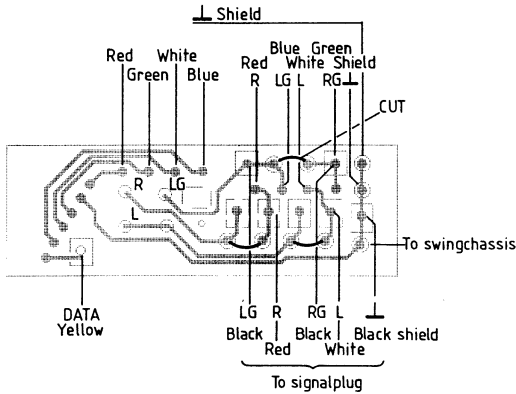 ⊥ Shield
Blue Green
Red White Red White Shield
Green Blue R LG L RG ⊥
CUT
R LG
L
To swingchassis
DATA LG R RG L ⊥
Yellow Black Black Black shield
Red White
To signalplug